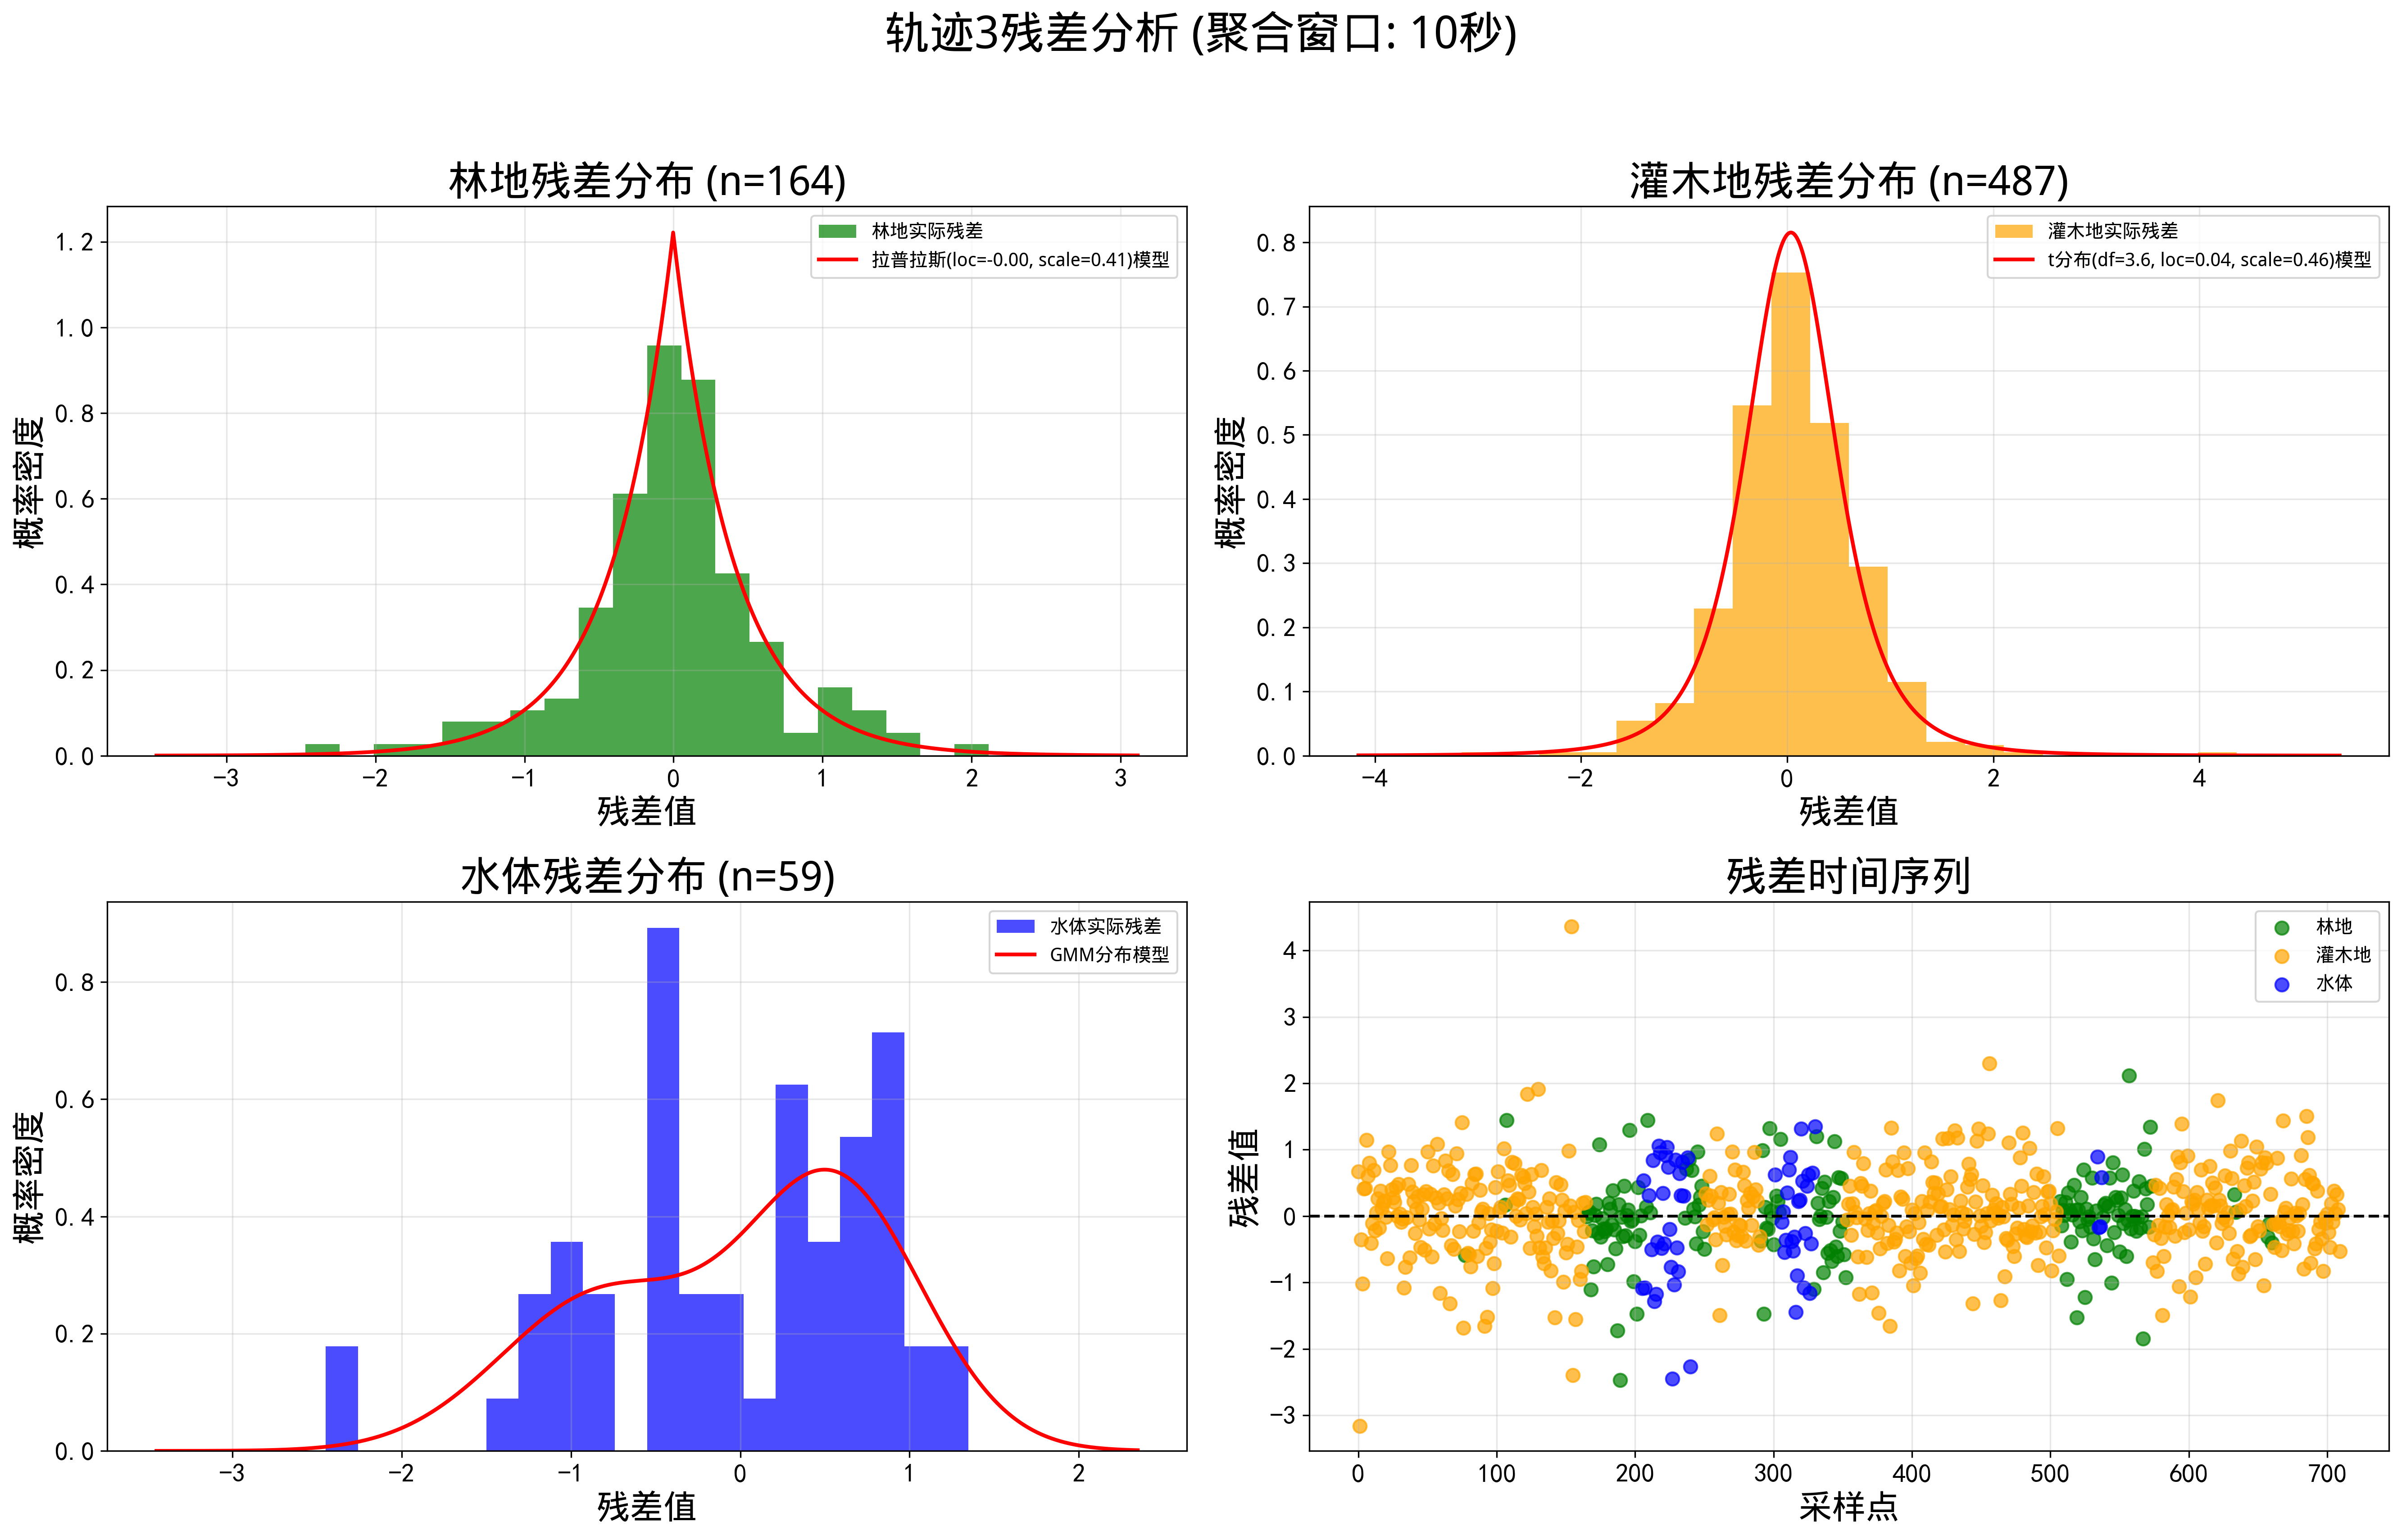 轨迹3残差分析 (聚合窗口: 10秒)
林地残差分布 (n=164)
林地实际残差
拉普拉斯(loc=-0.00, scale=0.41)模型
概率密度
1.2
1.0
0.8
0.6
0.4
0.2
0.0
−3
−2
−1
0
1
2
3
残差值
灌木地残差分布 (n=487)
灌木地实际残差
t分布(df=3.6, loc=0.04, scale=0.46)模型
概率密度
0.8
0.7
0.6
0.5
0.4
0.3
0.2
0.1
0.0
−4
−2
0
2
4
残差值
水体残差分布 (n=59)
水体实际残差
GMM分布模型
概率密度
0.8
0.6
0.4
0.2
0.0
−3
−2
−1
0
1
2
残差值
残差时间序列
林地
灌木地
水体
残差值
4
3
2
1
0
−1
−2
−3
0
100
200
300
400
500
600
700
采样点